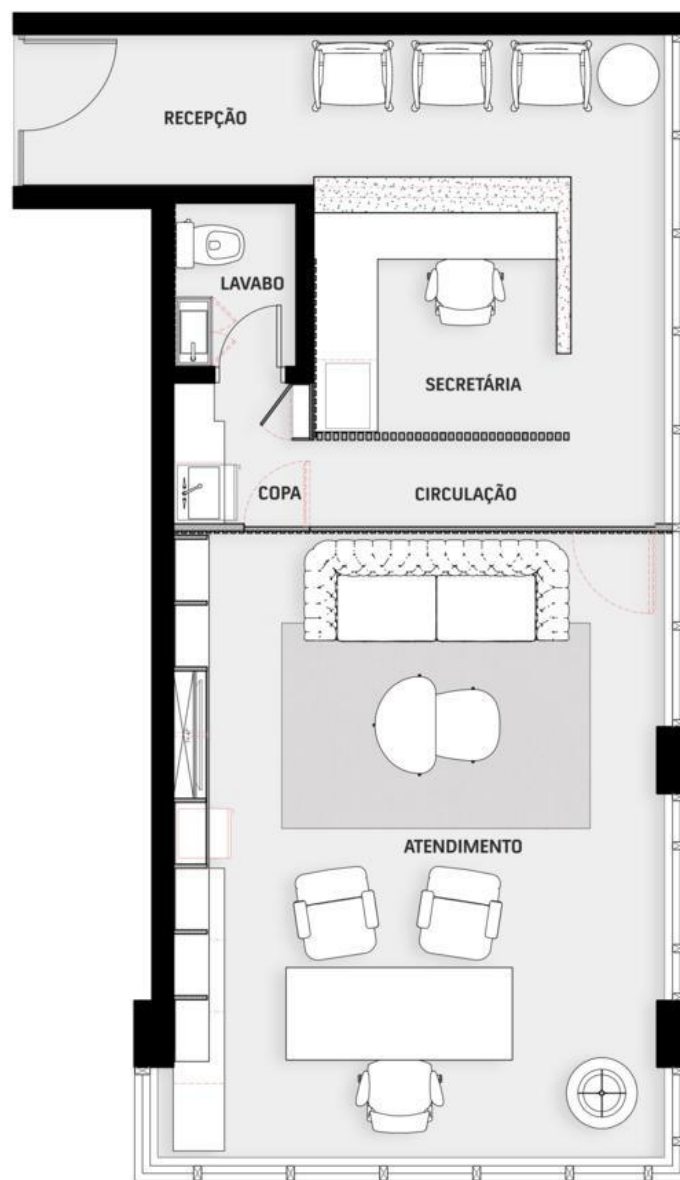 RECEPÇÃO
LAVABO
SECRETÁRIA
COPA
CIRCULAÇÃO
ATENDIMENTO